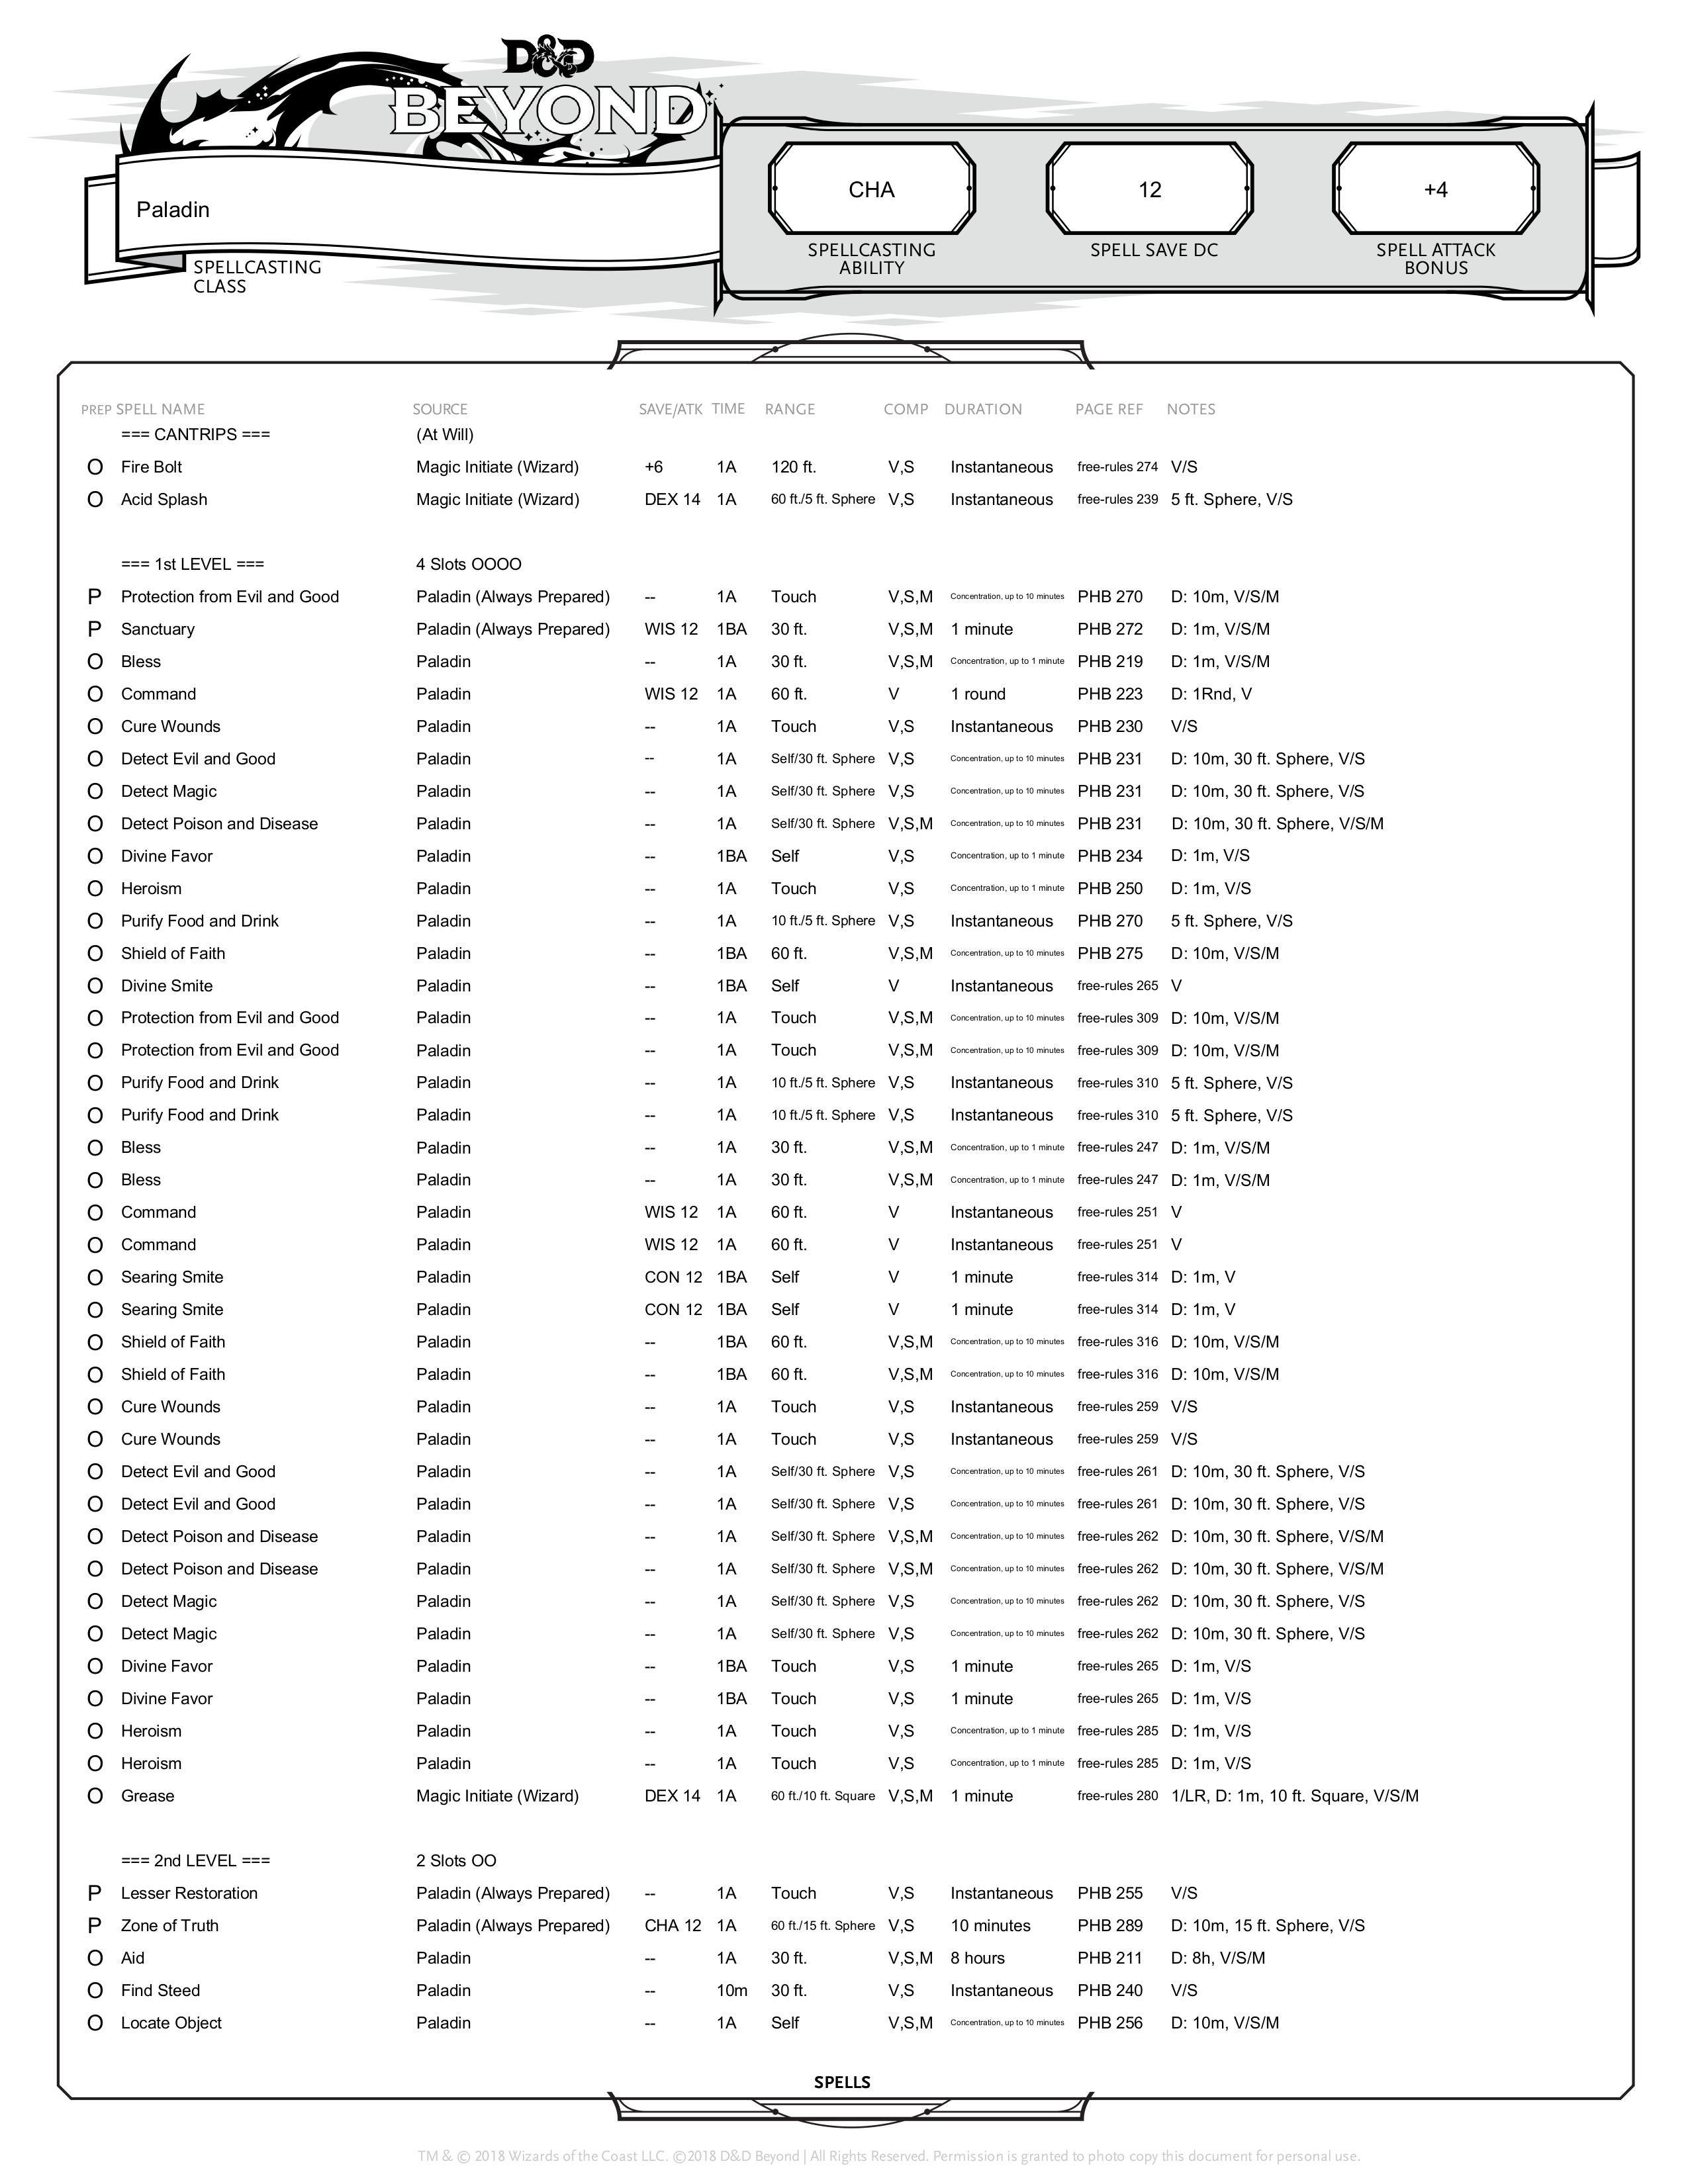 D&D
BEYOND
Paladin
SPELLCASTING
CLASS
CHA
SPELLCASTING
ABILITY
12
SPELL SAVE DC
+4
SPELL ATTACK
BONUS
PREP SPELL NAME SOURCE SAVE/ATK TIME RANGE COMP DURATION PAGE REF NOTES
=== CANTRIPS === (At Will)
O Fire Bolt Magic Initiate (Wizard) +6 1A 120 ft. V,S Instantaneous free-rules 274 V/S
O Acid Splash Magic Initiate (Wizard) DEX 14 1A 60 ft./5 ft. Sphere V,S Instantaneous free-rules 239 5 ft. Sphere, V/S
=== 1st LEVEL === 4 Slots OOOO
P Protection from Evil and Good Paladin (Always Prepared) -- 1A Touch V,S,M Concentration, up to 10 minutes PHB 270 D: 10m, V/S/M
P Sanctuary Paladin (Always Prepared) WIS 12 1BA 30 ft. V,S,M 1 minute PHB 272 D: 1m, V/S/M
O Bless Paladin -- 1A 30 ft. V,S,M Concentration, up to 1 minute PHB 219 D: 1m, V/S/M
O Command Paladin WIS 12 1A 60 ft. V 1 round PHB 223 D: 1Rnd, V
O Cure Wounds Paladin -- 1A Touch V,S Instantaneous PHB 230 V/S
O Detect Evil and Good Paladin -- 1A Self/30 ft. Sphere V,S Concentration, up to 10 minutes PHB 231 D: 10m, 30 ft. Sphere, V/S
O Detect Magic Paladin -- 1A Self/30 ft. Sphere V,S Concentration, up to 10 minutes PHB 231 D: 10m, 30 ft. Sphere, V/S
O Detect Poison and Disease Paladin -- 1A Self/30 ft. Sphere V,S,M Concentration, up to 10 minutes PHB 231 D: 10m, 30 ft. Sphere, V/S/M
O Divine Favor Paladin -- 1BA Self V,S Concentration, up to 1 minute PHB 234 D: 1m, V/S
O Heroism Paladin -- 1A Touch V,S Concentration, up to 1 minute PHB 250 D: 1m, V/S
O Purify Food and Drink Paladin -- 1A 10 ft./5 ft. Sphere V,S Instantaneous PHB 270 5 ft. Sphere, V/S
O Shield of Faith Paladin -- 1BA 60 ft. V,S,M Concentration, up to 10 minutes PHB 275 D: 10m, V/S/M
O Divine Smite Paladin -- 1BA Self V Instantaneous free-rules 265 V
O Protection from Evil and Good Paladin -- 1A Touch V,S,M Concentration, up to 10 minutes free-rules 309 D: 10m, V/S/M
O Protection from Evil and Good Paladin -- 1A Touch V,S,M Concentration, up to 10 minutes free-rules 309 D: 10m, V/S/M
O Purify Food and Drink Paladin -- 1A 10 ft./5 ft. Sphere V,S Instantaneous free-rules 310 5 ft. Sphere, V/S
O Purify Food and Drink Paladin -- 1A 10 ft./5 ft. Sphere V,S Instantaneous free-rules 310 5 ft. Sphere, V/S
O Bless Paladin -- 1A 30 ft. V,S,M Concentration, up to 1 minute free-rules 247 D: 1m, V/S/M
O Bless Paladin -- 1A 30 ft. V,S,M Concentration, up to 1 minute free-rules 247 D: 1m, V/S/M
O Command Paladin WIS 12 1A 60 ft. V Instantaneous free-rules 251 V
O Command Paladin WIS 12 1A 60 ft. V Instantaneous free-rules 251 V
O Searing Smite Paladin CON 12 1BA Self V 1 minute free-rules 314 D: 1m, V
O Searing Smite Paladin CON 12 1BA Self V 1 minute free-rules 314 D: 1m, V
O Shield of Faith Paladin -- 1BA 60 ft. V,S,M Concentration, up to 10 minutes free-rules 316 D: 10m, V/S/M
O Shield of Faith Paladin -- 1BA 60 ft. V,S,M Concentration, up to 10 minutes free-rules 316 D: 10m, V/S/M
O Cure Wounds Paladin -- 1A Touch V,S Instantaneous free-rules 259 V/S
O Cure Wounds Paladin -- 1A Touch V,S Instantaneous free-rules 259 V/S
O Detect Evil and Good Paladin -- 1A Self/30 ft. Sphere V,S Concentration, up to 10 minutes free-rules 261 D: 10m, 30 ft. Sphere, V/S
O Detect Evil and Good Paladin -- 1A Self/30 ft. Sphere V,S Concentration, up to 10 minutes free-rules 261 D: 10m, 30 ft. Sphere, V/S
O Detect Poison and Disease Paladin -- 1A Self/30 ft. Sphere V,S,M Concentration, up to 10 minutes free-rules 262 D: 10m, 30 ft. Sphere, V/S/M
O Detect Poison and Disease Paladin -- 1A Self/30 ft. Sphere V,S,M Concentration, up to 10 minutes free-rules 262 D: 10m, 30 ft. Sphere, V/S/M
O Detect Magic Paladin -- 1A Self/30 ft. Sphere V,S Concentration, up to 10 minutes free-rules 262 D: 10m, 30 ft. Sphere, V/S
O Detect Magic Paladin -- 1A Self/30 ft. Sphere V,S Concentration, up to 10 minutes free-rules 262 D: 10m, 30 ft. Sphere, V/S
O Divine Favor Paladin -- 1BA Touch V,S 1 minute free-rules 265 D: 1m, V/S
O Divine Favor Paladin -- 1BA Touch V,S 1 minute free-rules 265 D: 1m, V/S
O Heroism Paladin -- 1A Touch V,S Concentration, up to 1 minute free-rules 285 D: 1m, V/S
O Heroism Paladin -- 1A Touch V,S Concentration, up to 1 minute free-rules 285 D: 1m, V/S
O Grease Magic Initiate (Wizard) DEX 14 1A 60 ft./10 ft. Square V,S,M 1 minute free-rules 280 1/LR, D: 1m, 10 ft. Square, V/S/M
=== 2nd LEVEL === 2 Slots OO
P Lesser Restoration Paladin (Always Prepared) -- 1A Touch V,S Instantaneous PHB 255 V/S
P Zone of Truth Paladin (Always Prepared) CHA 12 1A 60 ft./15 ft. Sphere V,S 10 minutes PHB 289 D: 10m, 15 ft. Sphere, V/S
O Aid Paladin -- 1A 30 ft. V,S,M 8 hours PHB 211 D: 8h, V/S/M
O Find Steed Paladin -- 10m 30 ft. V,S Instantaneous PHB 240 V/S
O Locate Object Paladin -- 1A Self V,S,M Concentration, up to 10 minutes PHB 256 D: 10m, V/S/M
SPELLS
TM & © 2018 Wizards of the Coast LLC. ©2018 D&D Beyond | All Rights Reserved. Permission is granted to photo copy this document for personal use.